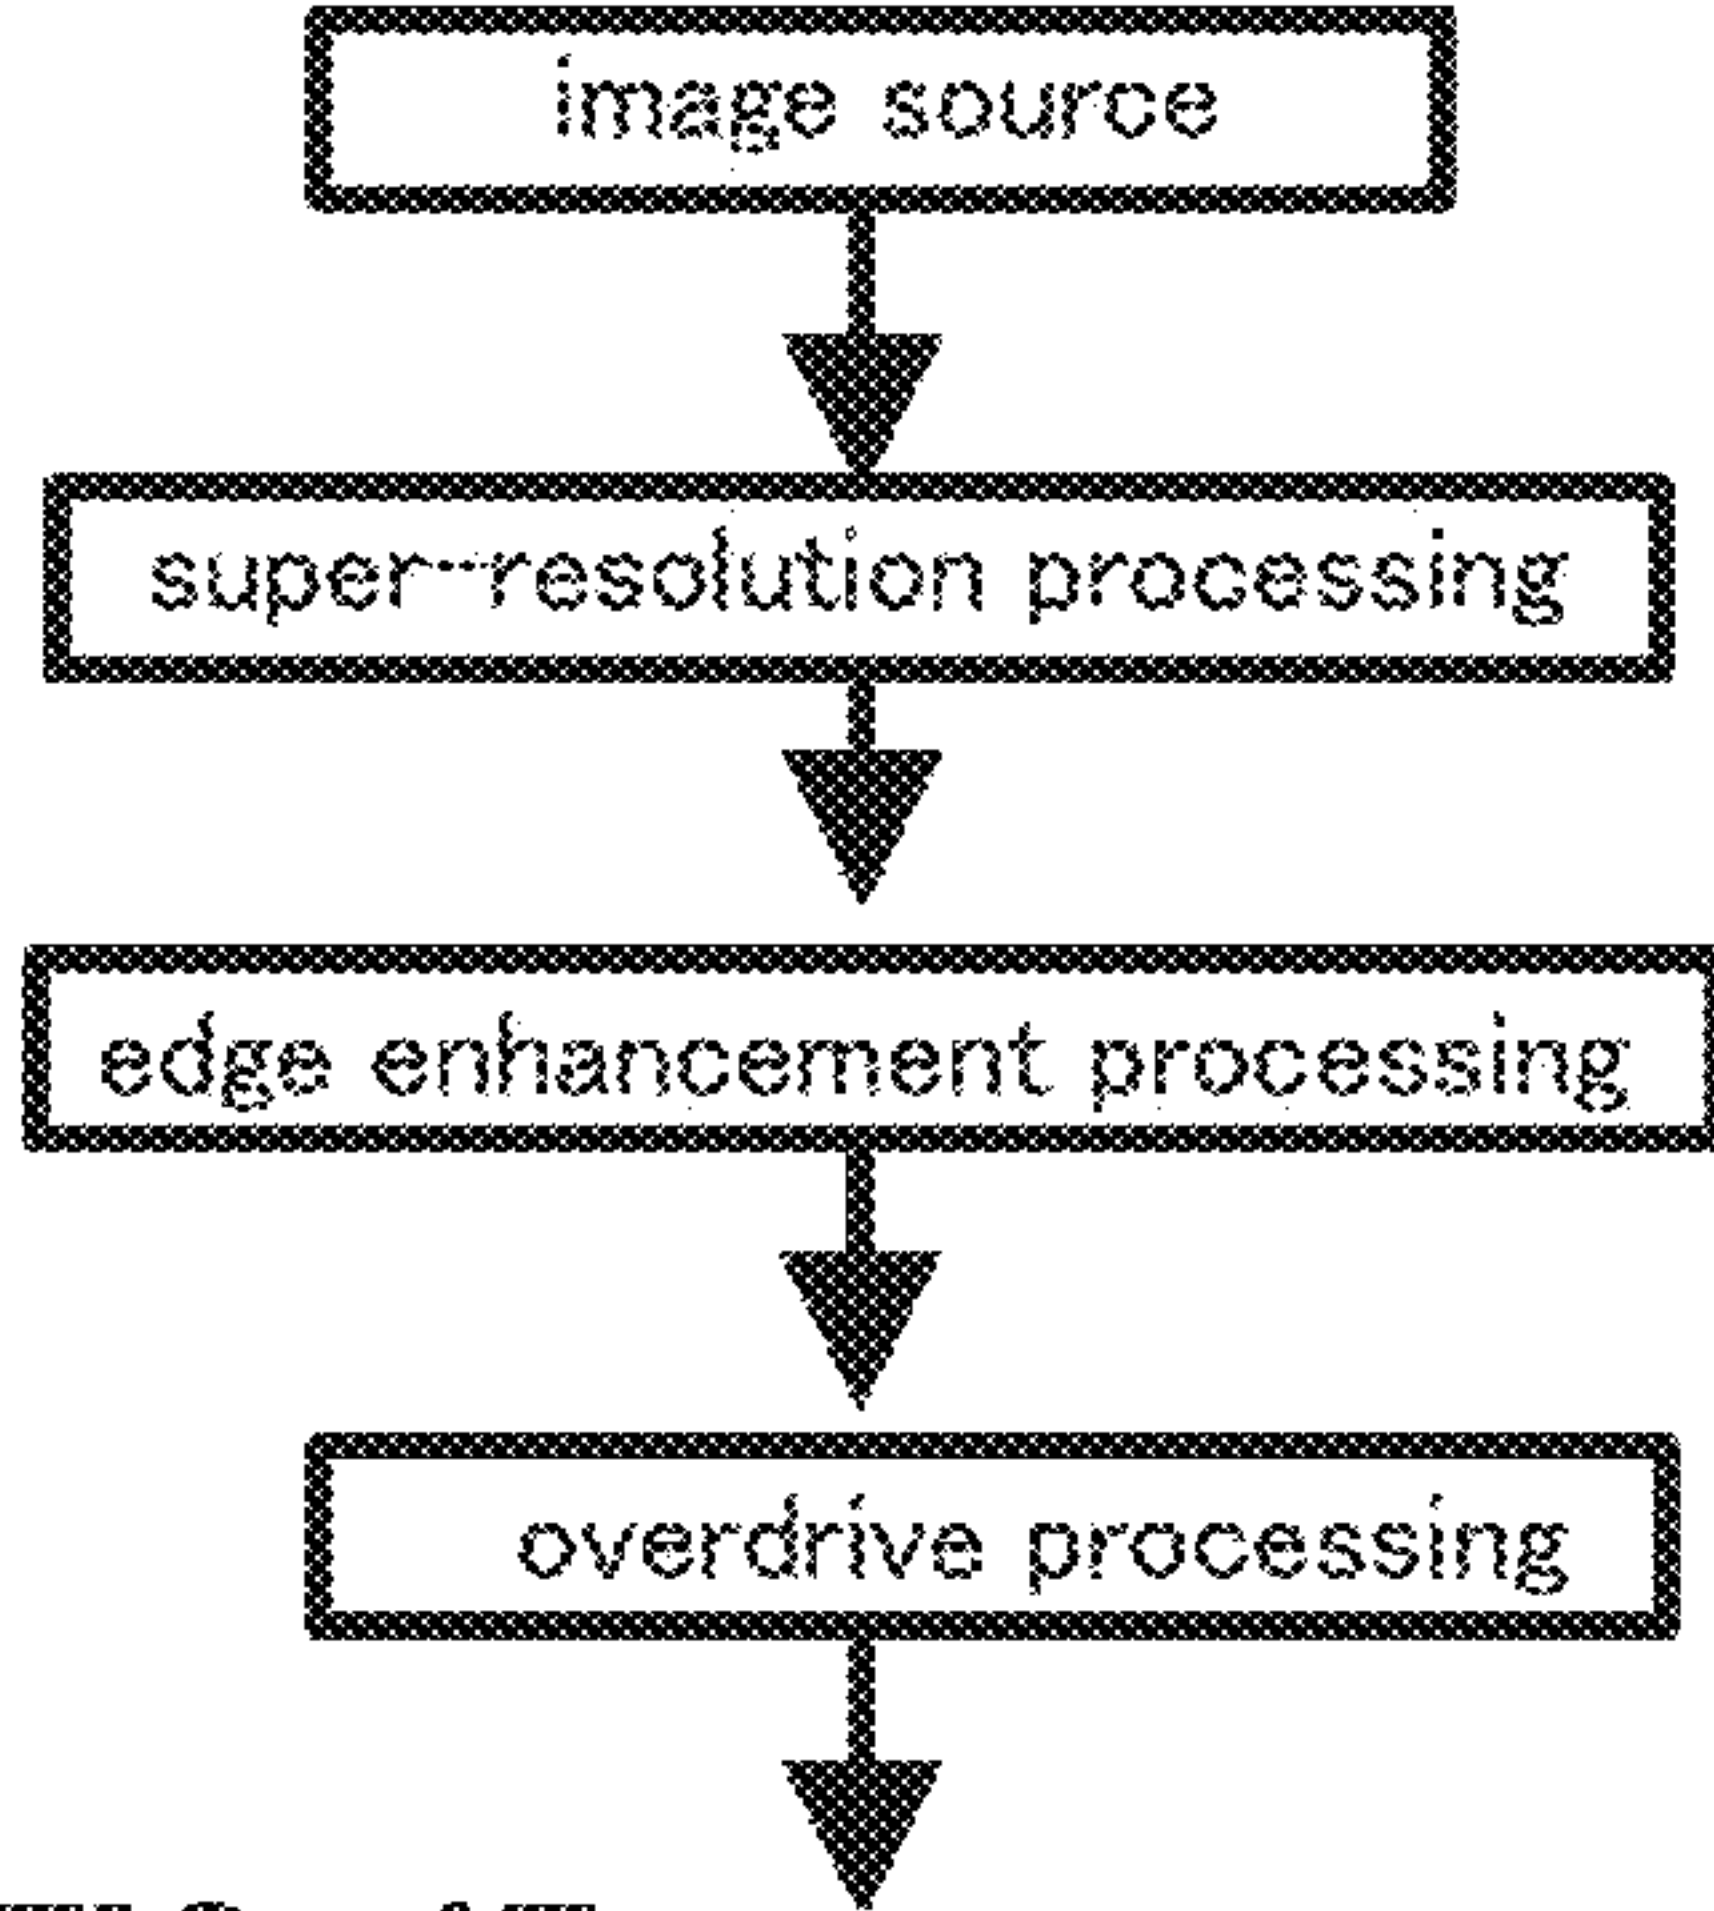 image source
super-resolution processing
edge enhancement processing
overdrive processing